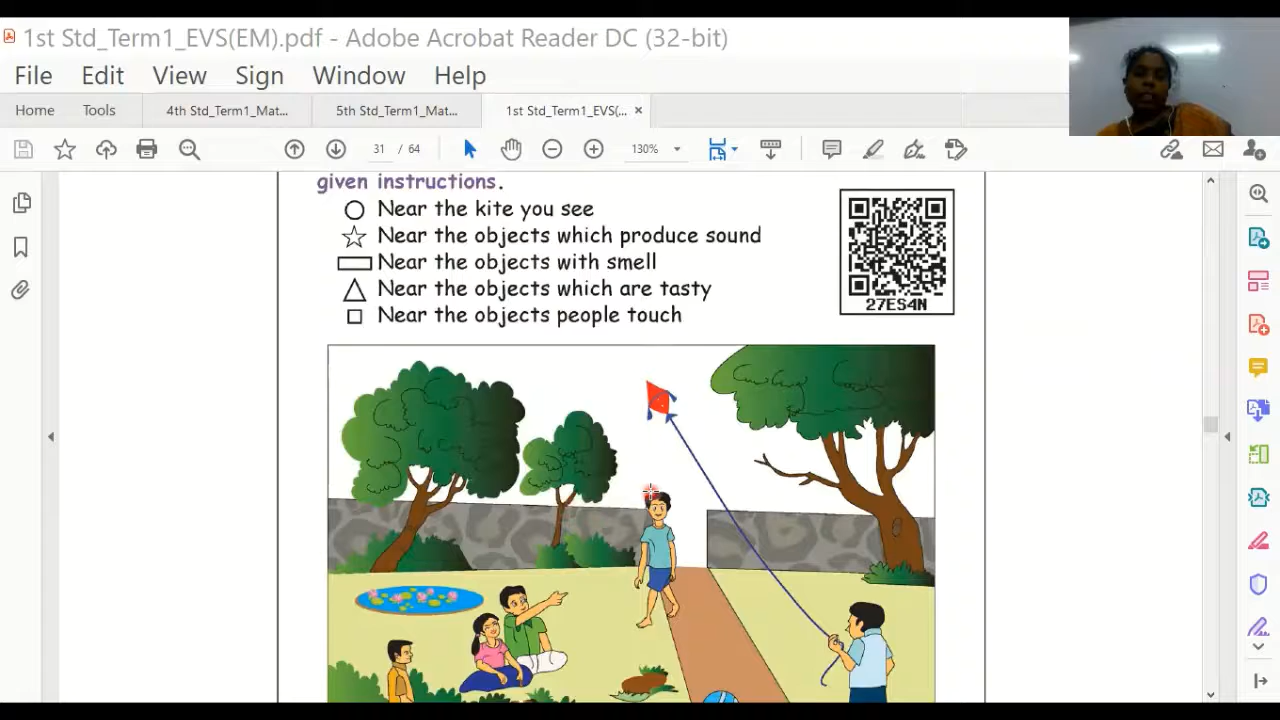 1st Std_Term1_EVS(EM).pdf - Adobe Acrobat Reader DC (32-bit)
File Edit View Sign Window Help
Home Tools 4th Std_Term1_Mat... 5th Std_Term1_Mat... 1st Std_Term1_EVS(... ×
31 / 64 130%
given instructions.
Near the kite you see
Near the objects which produce sound
Near the objects with smell
Near the objects which are tasty
Near the objects people touch
27ES4N